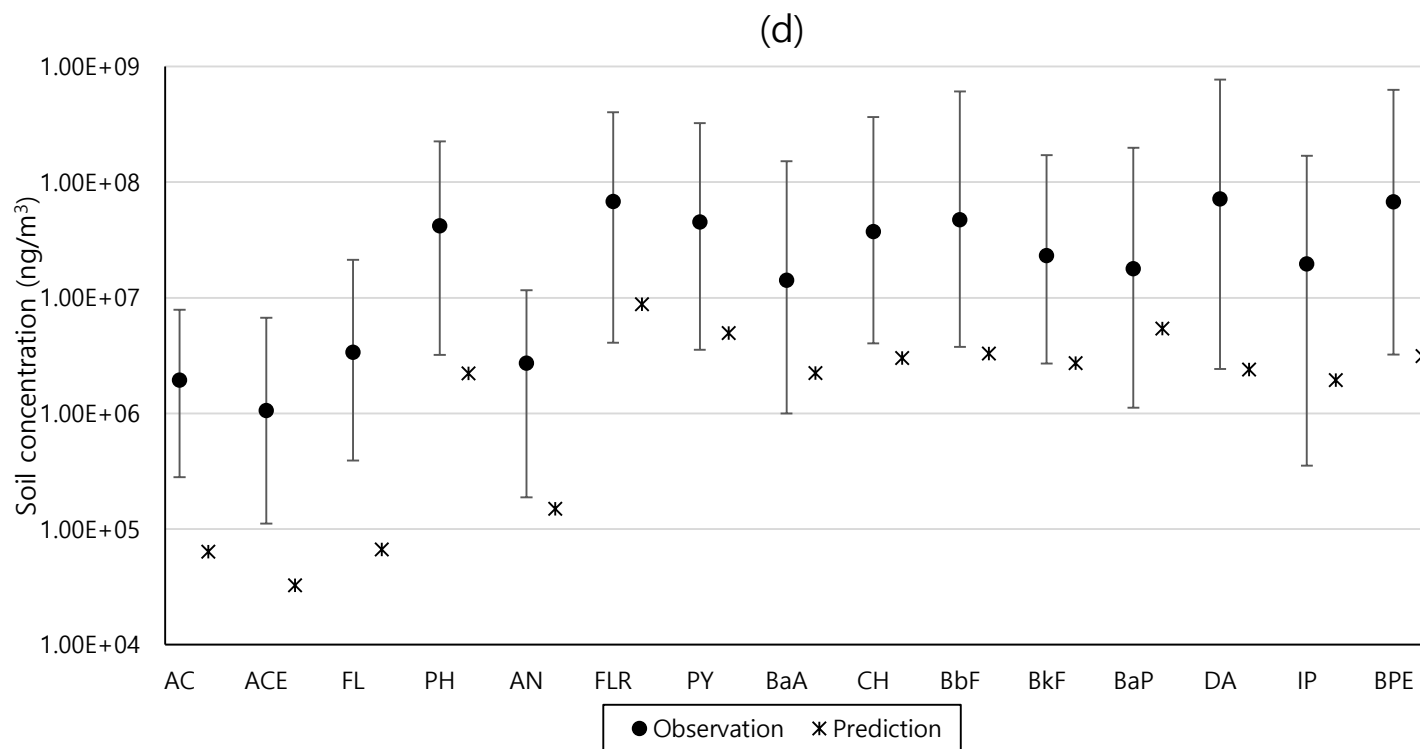 (d)
Soil concentration (ng/m³)
1.00E+09
1.00E+08
1.00E+07
1.00E+06
1.00E+05
1.00E+04
AC ACE FL PH AN FLR PY BaA CH BbF BkF BaP DA IP BPE
Observation Prediction